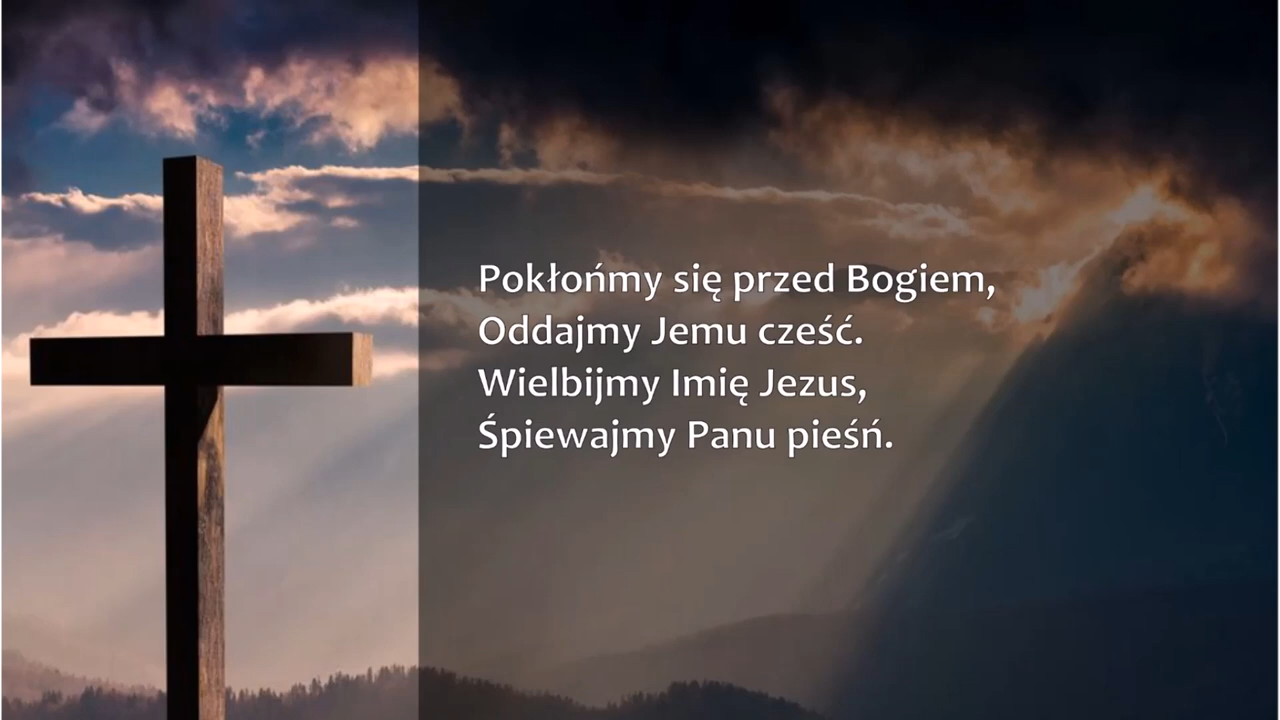 Pokłońmy się przed Bogiem,
Oddajmy Jemu cześć.
Wielbijmy Imię Jezus,
Śpiewajmy Panu pieśń.